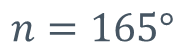 n = 165°